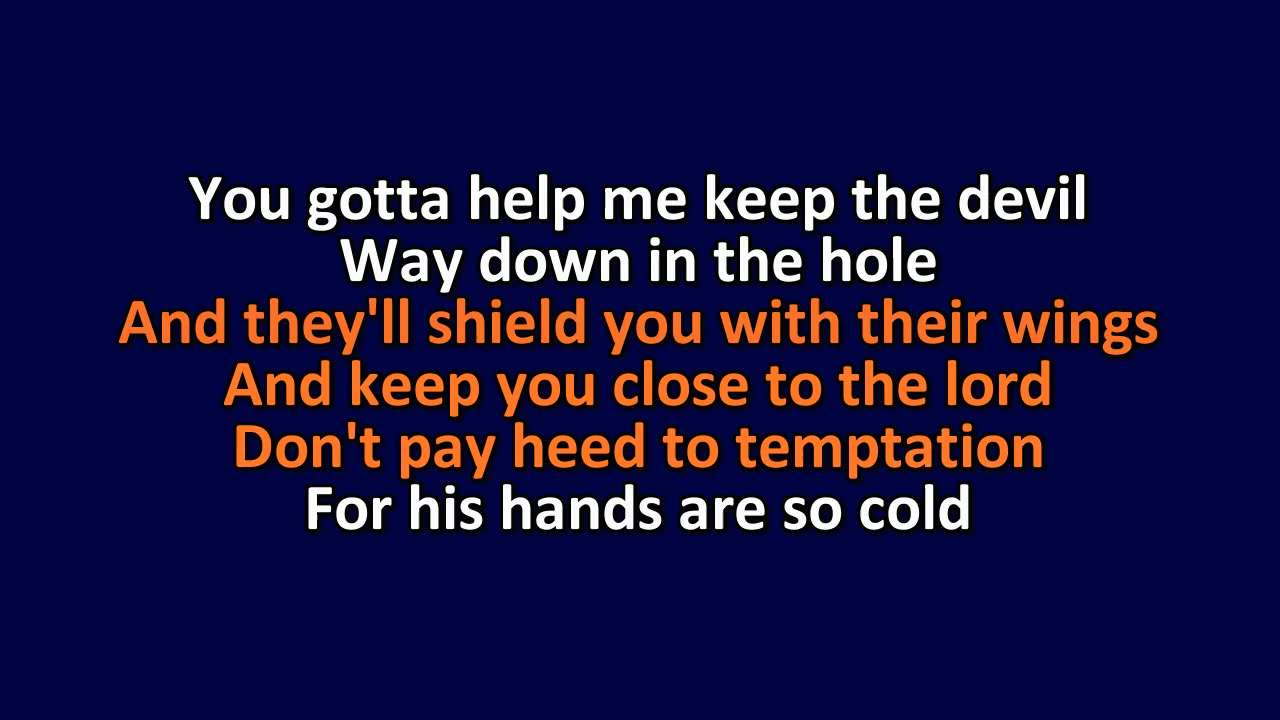 You gotta help me keep the devil
Way down in the hole
And they'll shield you with their wings
And keep you close to the lord
Don't pay heed to temptation
For his hands are so cold